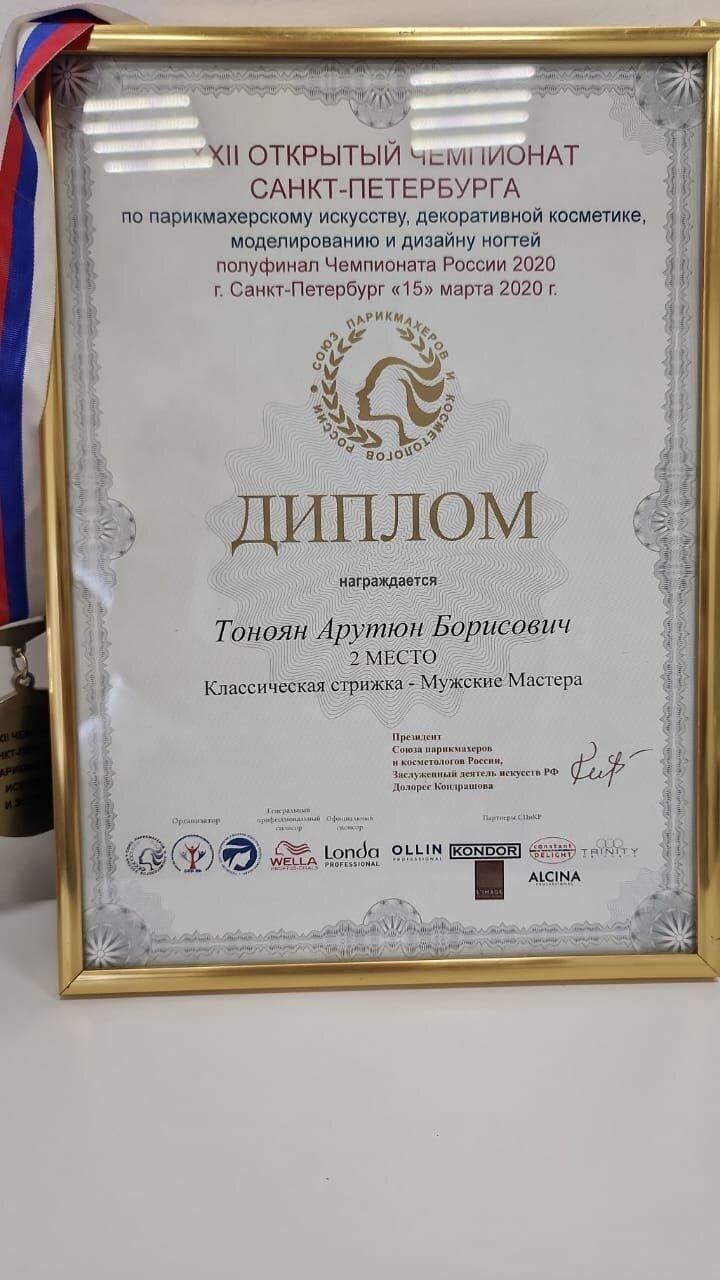 XXII ОТКРЫТЫЙ ЧЕМПИОНАТ
САНКТ-ПЕТЕРБУРГА
по парикмахерскому искусству, декоративной косметике,
моделированию и дизайну ногтей
полуфинал Чемпионата России 2020
г. Санкт-Петербург «15» марта 2020 г.
СОЮЗ ПАРИКМАХЕРОВ И КОСМЕТОЛОГОВ РОССИИ
ДИПЛОМ
награждается
Тоноян Арутюн Борисович
2 МЕСТО
Классическая стрижка - Мужские Мастера
Президент
Союза парикмахеров
и косметологов России,
Заслуженный деятель искусств РФ
Долорес Кондрашова
Организатор
Генеральный
профессиональный
спонсор
Официальный
спонсор
Партнеры СПиКР
WELLA
PROFESSIONALS
Londa
PROFESSIONAL
OLLIN
PROFESSIONAL
KONDOR
constant
DELIGHT
TRINITY
L'IMAGE
ALCINA